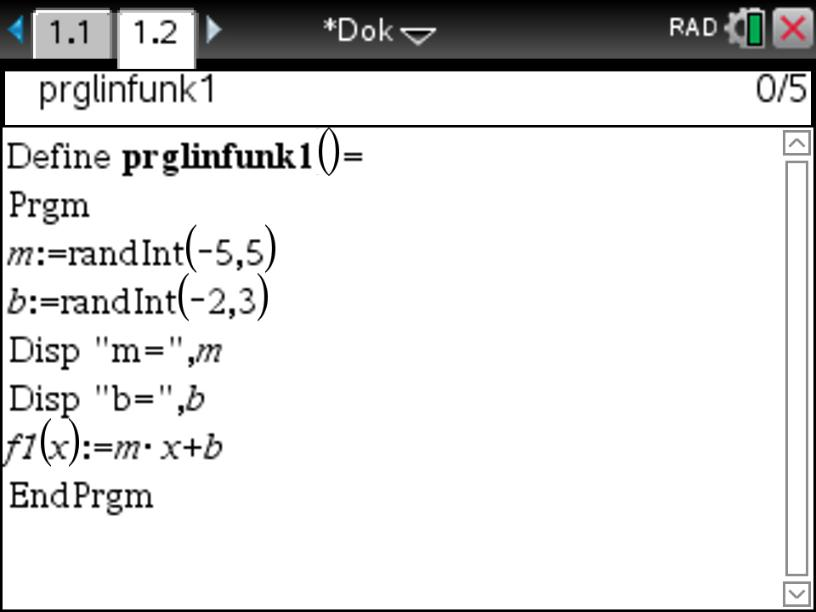 1.1 1.2 *Dok RAD
prglinfunk1 0/5
Define prglinfunk1()=
Prgm
m:=randInt(-5,5)
b:=randInt(-2,3)
Disp "m=",m
Disp "b=",b
f1(x):=m· x+b
EndPrgm